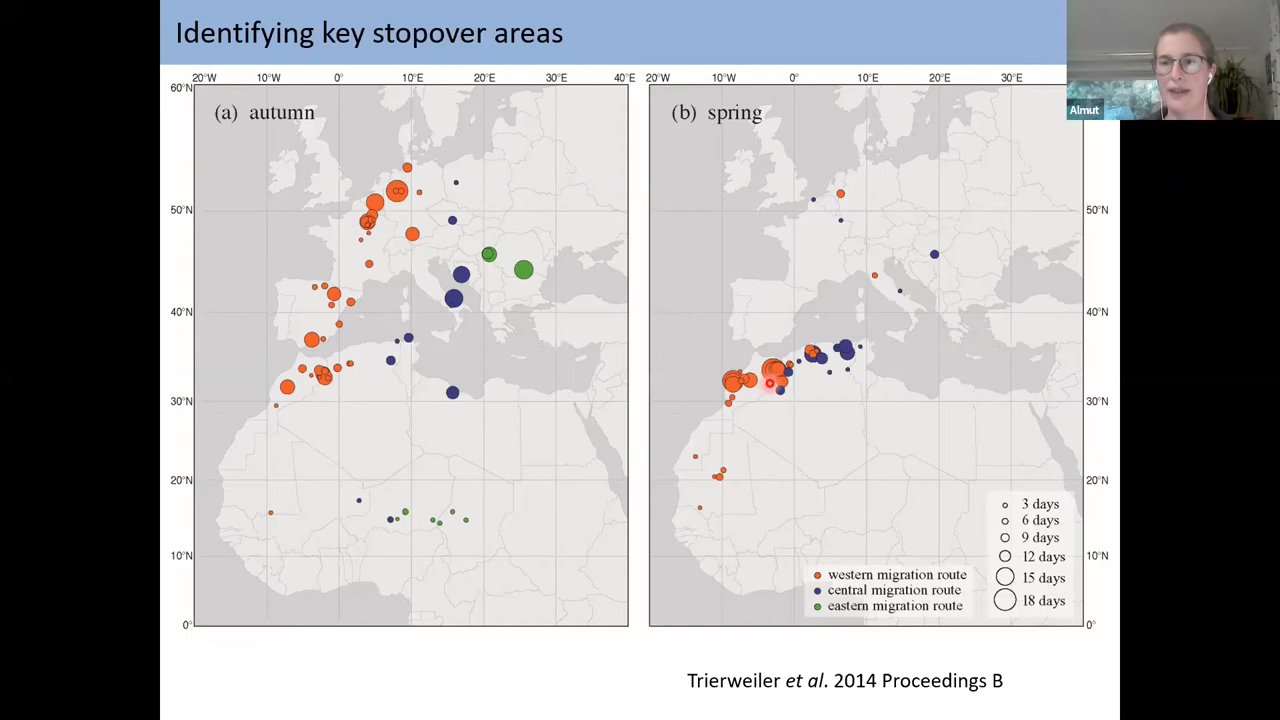 Identifying key stopover areas
20°W 10°W 0° 10°E 20°E 30°E 40°E 20°W 10°W 0° 10°E 20°E 30°E
60°N
(a) autumn
(b) spring
Almut
50°N 50°N
40°N 40°N
30°N 30°N
20°N 20°N
3 days
6 days
9 days
10°N 12 days 10°N
western migration route 15 days
central migration route
18 days
eastern migration route
0° 0°
Trierweiler et al. 2014 Proceedings B